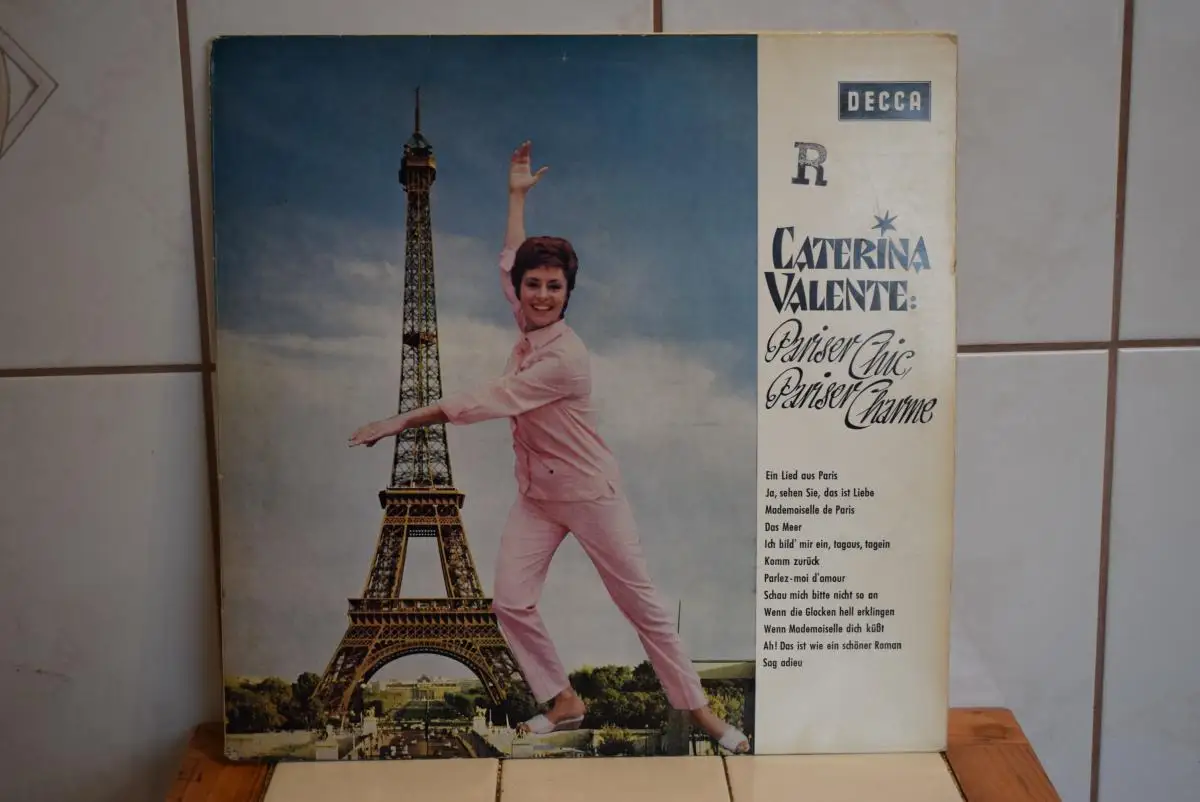 DECCA
R
CATERINA
VALENTE:
Pariser Chic,
Pariser Charme
Ein Lied aus Paris
Ja, sehen Sie, das ist Liebe
Mademoiselle de Paris
Das Meer
Ich bild' mir ein, tagaus, tagein
Komm zurück
Parlez-moi d'amour
Schau mich bitte nicht so an
Wenn die Glocken hell erklingen
Wenn Mademoiselle dich küßt
Ah! Das ist wie ein schöner Roman
Sag adieu